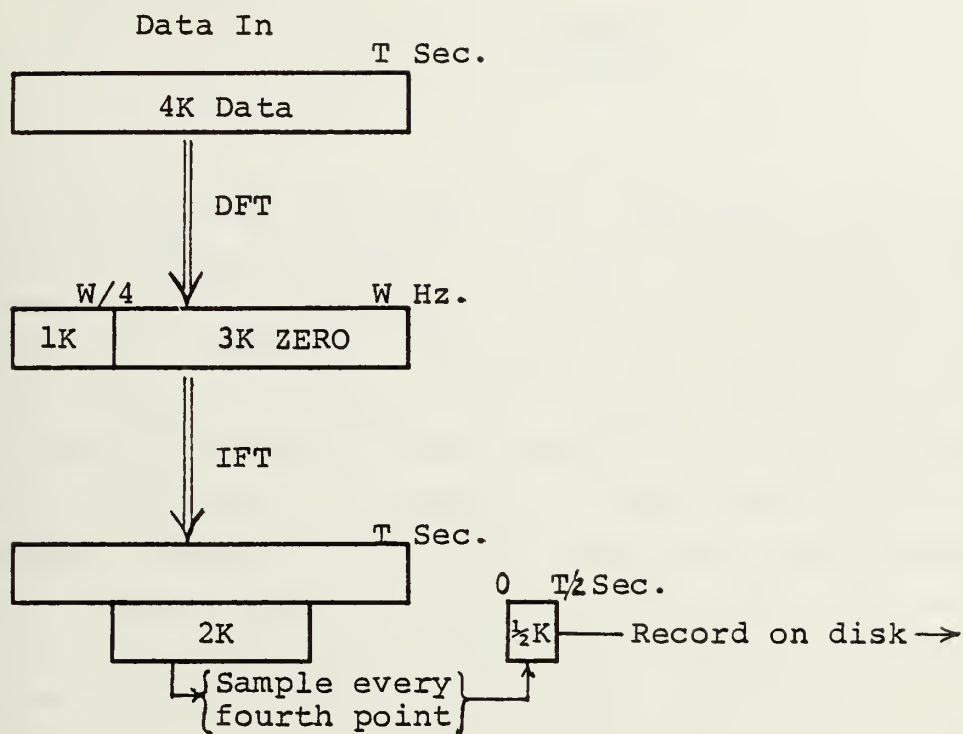 Data In
T Sec.
4K Data
DFT
W/4
W Hz.
1K
3K ZERO
IFT
T Sec.
2K
0 T/2 Sec.
½K
Record on disk
Sample every
fourth point